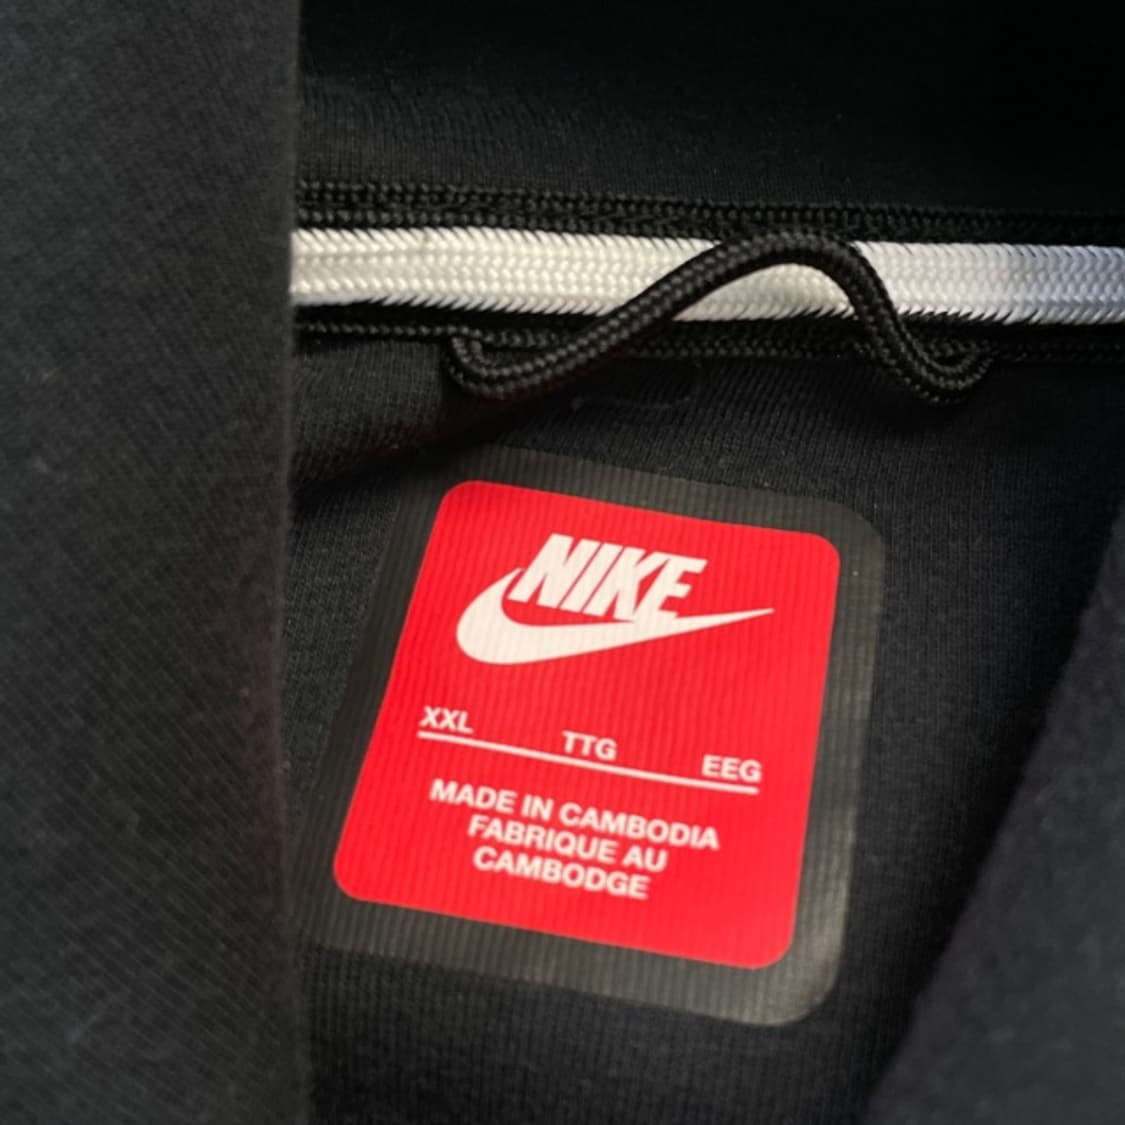 NIKE
XXL TTG EEG
MADE IN CAMBODIA
FABRIQUE AU
CAMBODGE